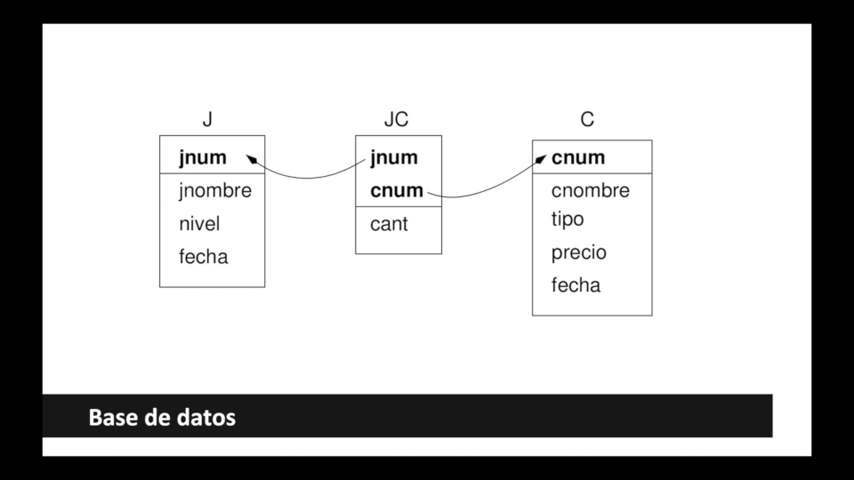 J
jnum
jnombre
nivel
fecha
JC
jnum
cnum
cant
C
cnum
cnombre
tipo
precio
fecha
Base de datos